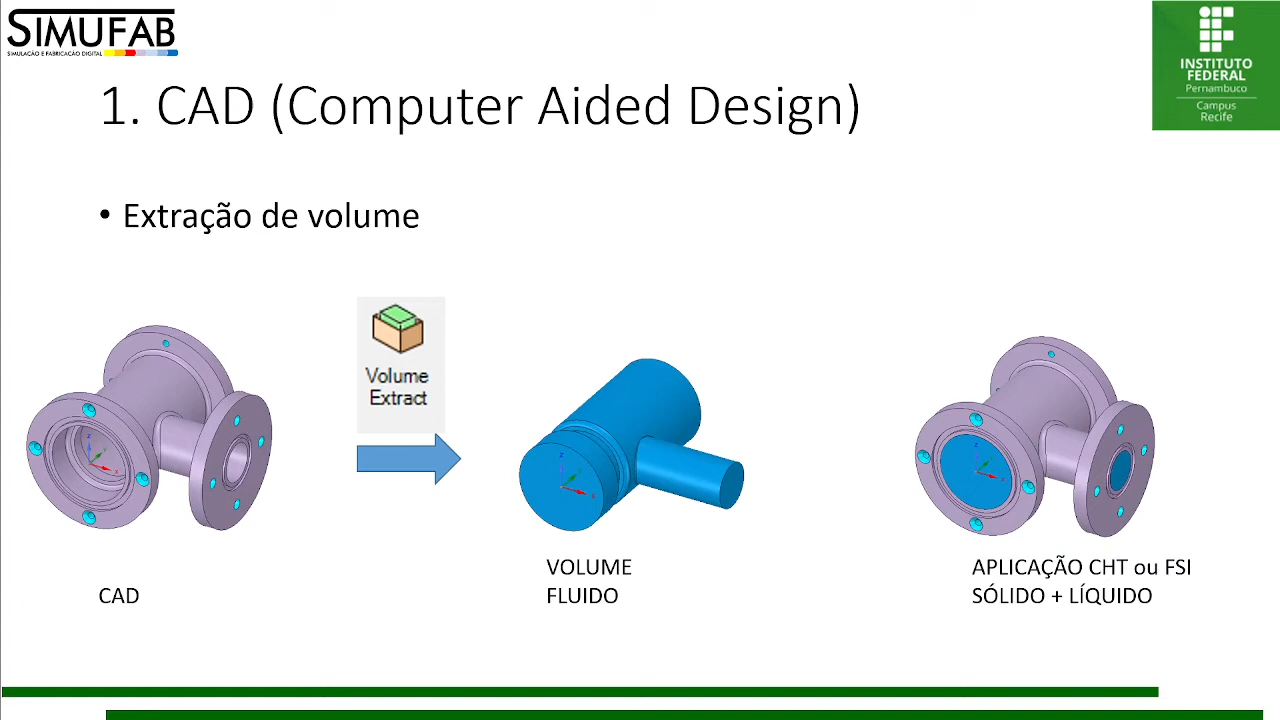 SIMUFAB
SIMULAÇÃO E FABRICAÇÃO DIGITAL
INSTITUTO
FEDERAL
Pernambuco
Campus
Recife
1. CAD (Computer Aided Design)
• Extração de volume
Volume
Extract
CAD
VOLUME
FLUIDO
APLICAÇÃO CHT ou FSI
SÓLIDO + LÍQUIDO